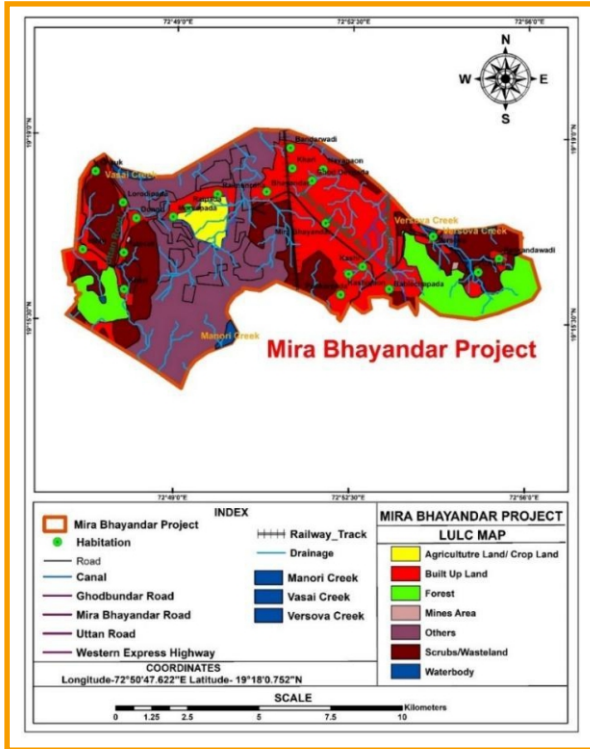 72°49'0"E
72°52'30"E
72°56'0"E
N
W
E
S
Bandarwadi
Khari
Vasai Creek
Versova Creek
Versova Creek
Manori Creek
Mira Bhayandar Project
72°49'0"E
72°52'30"E
72°56'0"E
INDEX
Mira Bhayandar Project
Habitation
Road
Canal
Ghodbundar Road
Mira Bhayandar Road
Uttan Road
Western Express Highway
Railway_Track
Drainage
Manori Creek
Vasai Creek
Versova Creek
COORDINATES
Longitude-72°50'47.622"E Latitude- 19°18'0.752"N
MIRA BHAYANDAR PROJECT
LULC MAP
Agricultutre Land/ Crop Land
Built Up Land
Forest
Mines Area
Others
Scrubs/Wasteland
Waterbody
SCALE
0 1.25 2.5 5 7.5 10
Kilometers